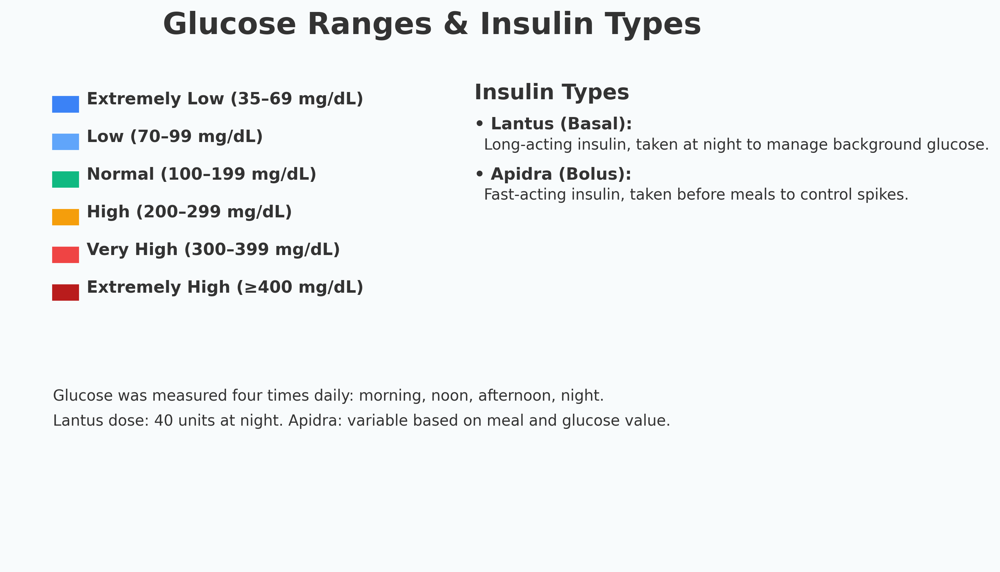 Glucose Ranges & Insulin Types
Extremely Low (35–69 mg/dL)
Low (70–99 mg/dL)
Normal (100–199 mg/dL)
High (200–299 mg/dL)
Very High (300–399 mg/dL)
Extremely High (≥400 mg/dL)
Insulin Types
• Lantus (Basal):
Long-acting insulin, taken at night to manage background glucose.
• Apidra (Bolus):
Fast-acting insulin, taken before meals to control spikes.
Glucose was measured four times daily: morning, noon, afternoon, night.
Lantus dose: 40 units at night. Apidra: variable based on meal and glucose value.